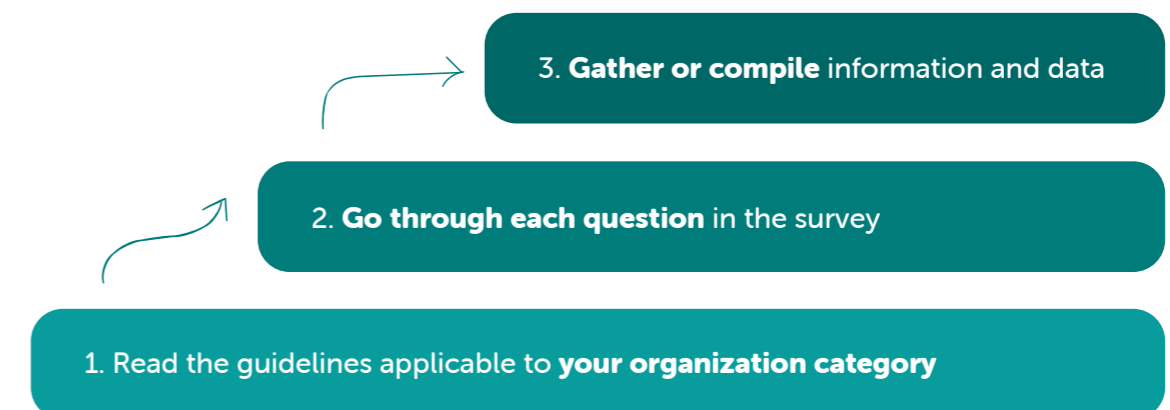 3. Gather or compile information and data
2. Go through each question in the survey
1. Read the guidelines applicable to your organization category